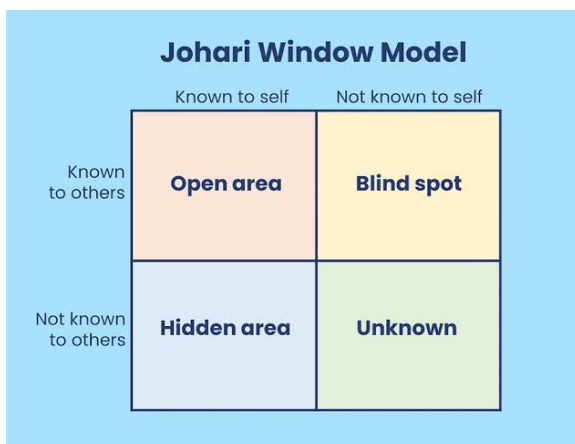 Johari Window Model
Known to self
Not known to self
Known
to others
Open area
Blind spot
Not known
to others
Hidden area
Unknown